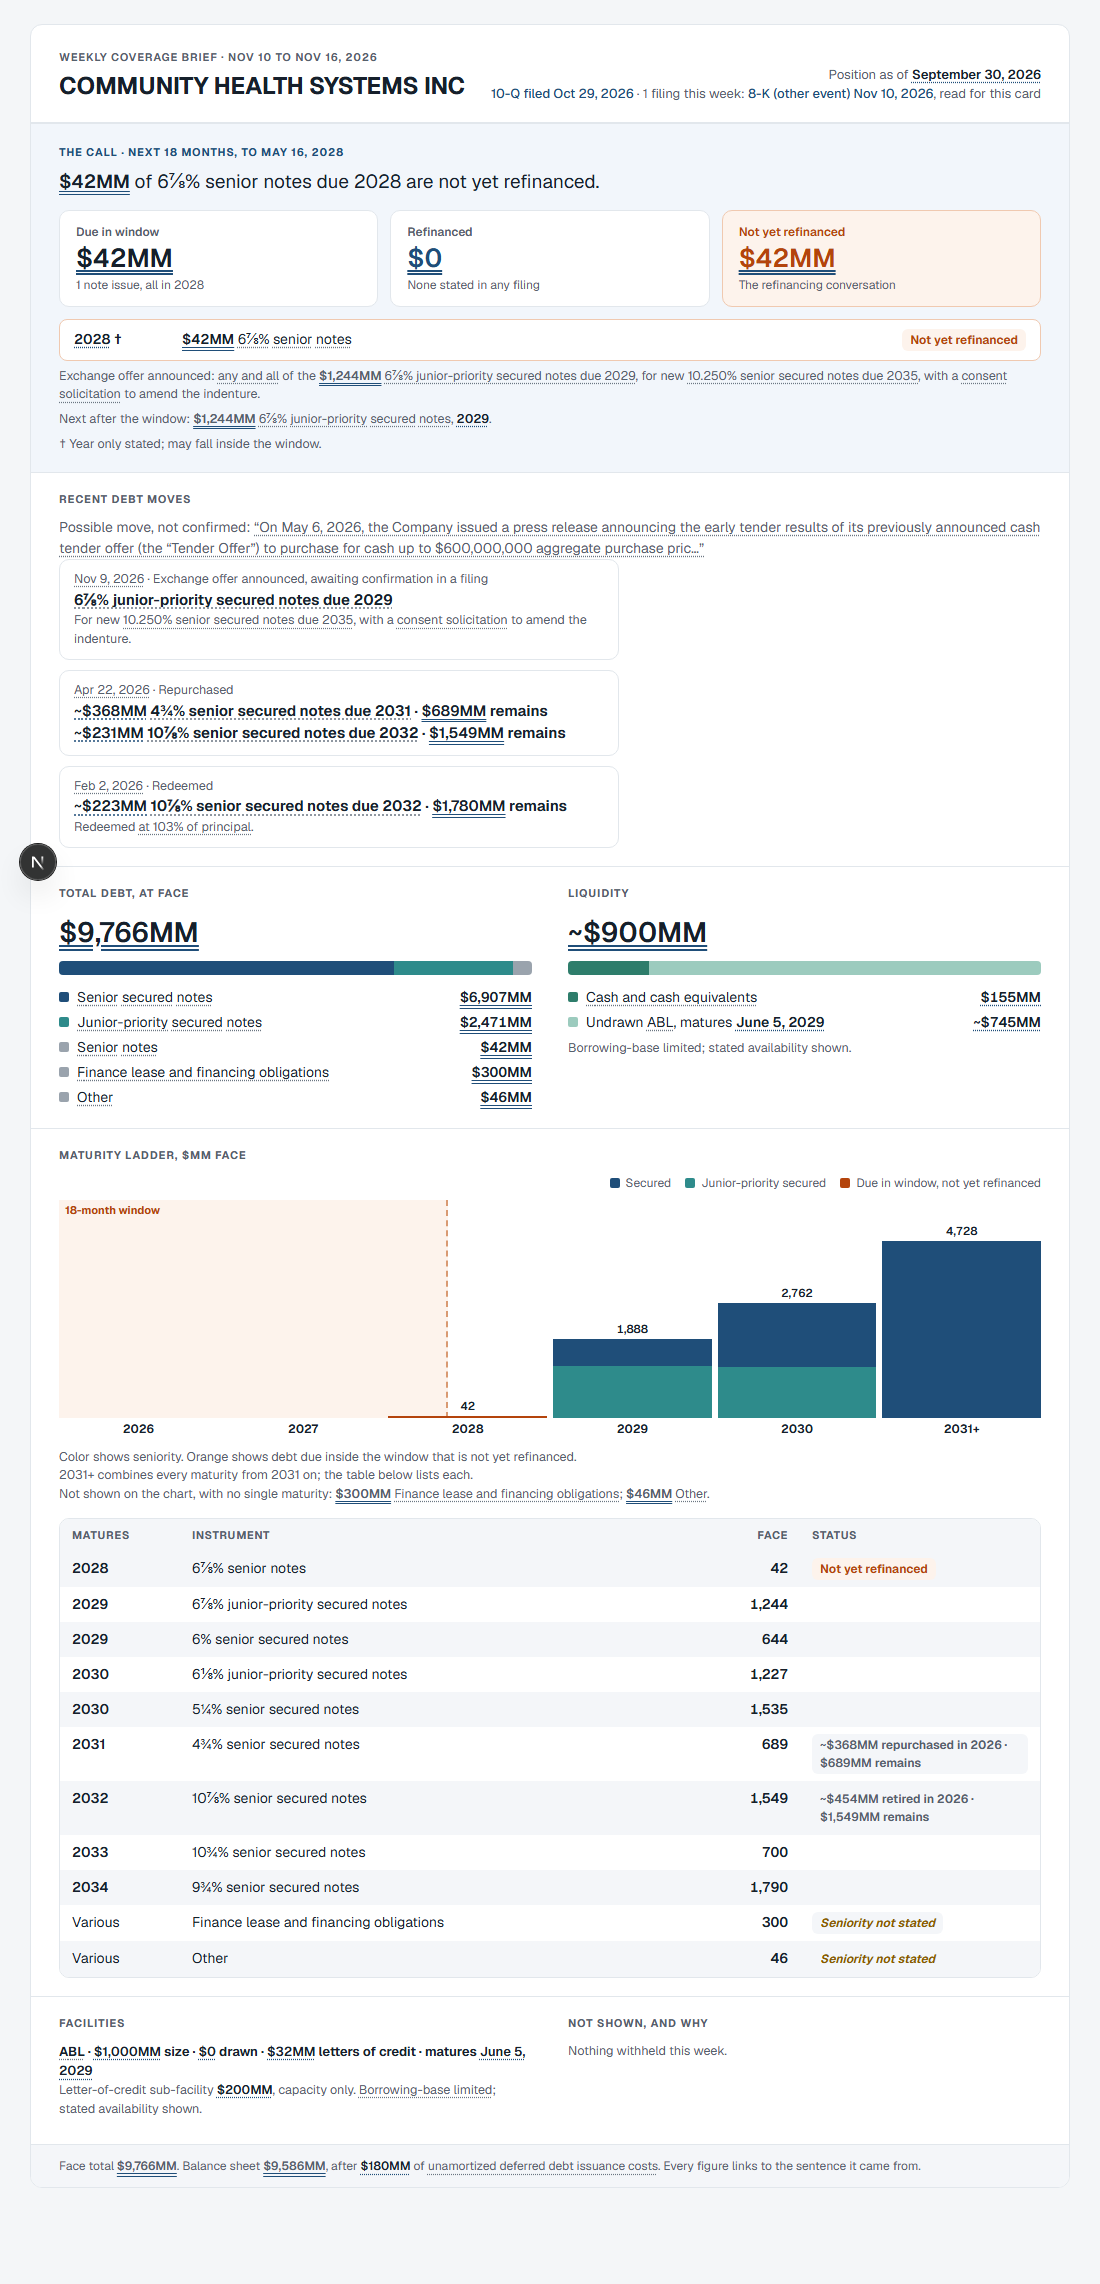 WEEKLY COVERAGE BRIEF · NOV 10 TO NOV 16, 2026
COMMUNITY HEALTH SYSTEMS INC
Position as of September 30, 2026
10-Q filed Oct 29, 2026 · 1 filing this week: 8-K (other event) Nov 10, 2026, read for this card
THE CALL · NEXT 18 MONTHS, TO MAY 16, 2028
$42MM of 6⅞% senior notes due 2028 are not yet refinanced.
Due in window
$42MM
1 note issue, all in 2028
Refinanced
$0
None stated in any filing
Not yet refinanced
$42MM
The refinancing conversation
2028 † $42MM 6⅞% senior notes Not yet refinanced
Exchange offer announced: any and all of the $1,244MM 6⅞% junior-priority secured notes due 2029, for new 10.250% senior secured notes due 2035, with a consent
solicitation to amend the indenture.
Next after the window: $1,244MM 6⅞% junior-priority secured notes, 2029.
† Year only stated; may fall inside the window.
RECENT DEBT MOVES
Possible move, not confirmed: “On May 6, 2026, the Company issued a press release announcing the early tender results of its previously announced cash
tender offer (the “Tender Offer”) to purchase for cash up to $600,000,000 aggregate purchase pric…”
Nov 9, 2026 · Exchange offer announced, awaiting confirmation in a filing
6⅞% junior-priority secured notes due 2029
For new 10.250% senior secured notes due 2035, with a consent solicitation to amend the
indenture.
Apr 22, 2026 · Repurchased
~$368MM 4¾% senior secured notes due 2031 · $689MM remains
~$231MM 10⅞% senior secured notes due 2032 · $1,549MM remains
Feb 2, 2026 · Redeemed
~$223MM 10⅞% senior secured notes due 2032 · $1,780MM remains
Redeemed at 103% of principal.
N
TOTAL DEBT, AT FACE
$9,766MM
Senior secured notes $6,907MM
Junior-priority secured notes $2,471MM
Senior notes $42MM
Finance lease and financing obligations $300MM
Other $46MM
LIQUIDITY
~$900MM
Cash and cash equivalents $155MM
Undrawn ABL, matures June 5, 2029 ~$745MM
Borrowing-base limited; stated availability shown.
MATURITY LADDER, $MM FACE
Secured Junior-priority secured Due in window, not yet refinanced
18-month window
4,728
2,762
1,888
42
2026 2027 2028 2029 2030 2031+
Color shows seniority. Orange shows debt due inside the window that is not yet refinanced.
2031+ combines every maturity from 2031 on; the table below lists each.
Not shown on the chart, with no single maturity: $300MM Finance lease and financing obligations; $46MM Other.
MATURES INSTRUMENT FACE STATUS
2028 6⅞% senior notes 42 Not yet refinanced
2029 6⅞% junior-priority secured notes 1,244
2029 6% senior secured notes 644
2030 6⅛% junior-priority secured notes 1,227
2030 5¼% senior secured notes 1,535
2031 4¾% senior secured notes 689 ~$368MM repurchased in 2026 ·
$689MM remains
2032 10⅞% senior secured notes 1,549 ~$454MM retired in 2026 ·
$1,549MM remains
2033 10¾% senior secured notes 700
2034 9¾% senior secured notes 1,790
Various Finance lease and financing obligations 300 Seniority not stated
Various Other 46 Seniority not stated
FACILITIES
ABL · $1,000MM size · $0 drawn · $32MM letters of credit · matures June 5,
2029
Letter-of-credit sub-facility $200MM, capacity only. Borrowing-base limited;
stated availability shown.
NOT SHOWN, AND WHY
Nothing withheld this week.
Face total $9,766MM. Balance sheet $9,586MM, after $180MM of unamortized deferred debt issuance costs. Every figure links to the sentence it came from.